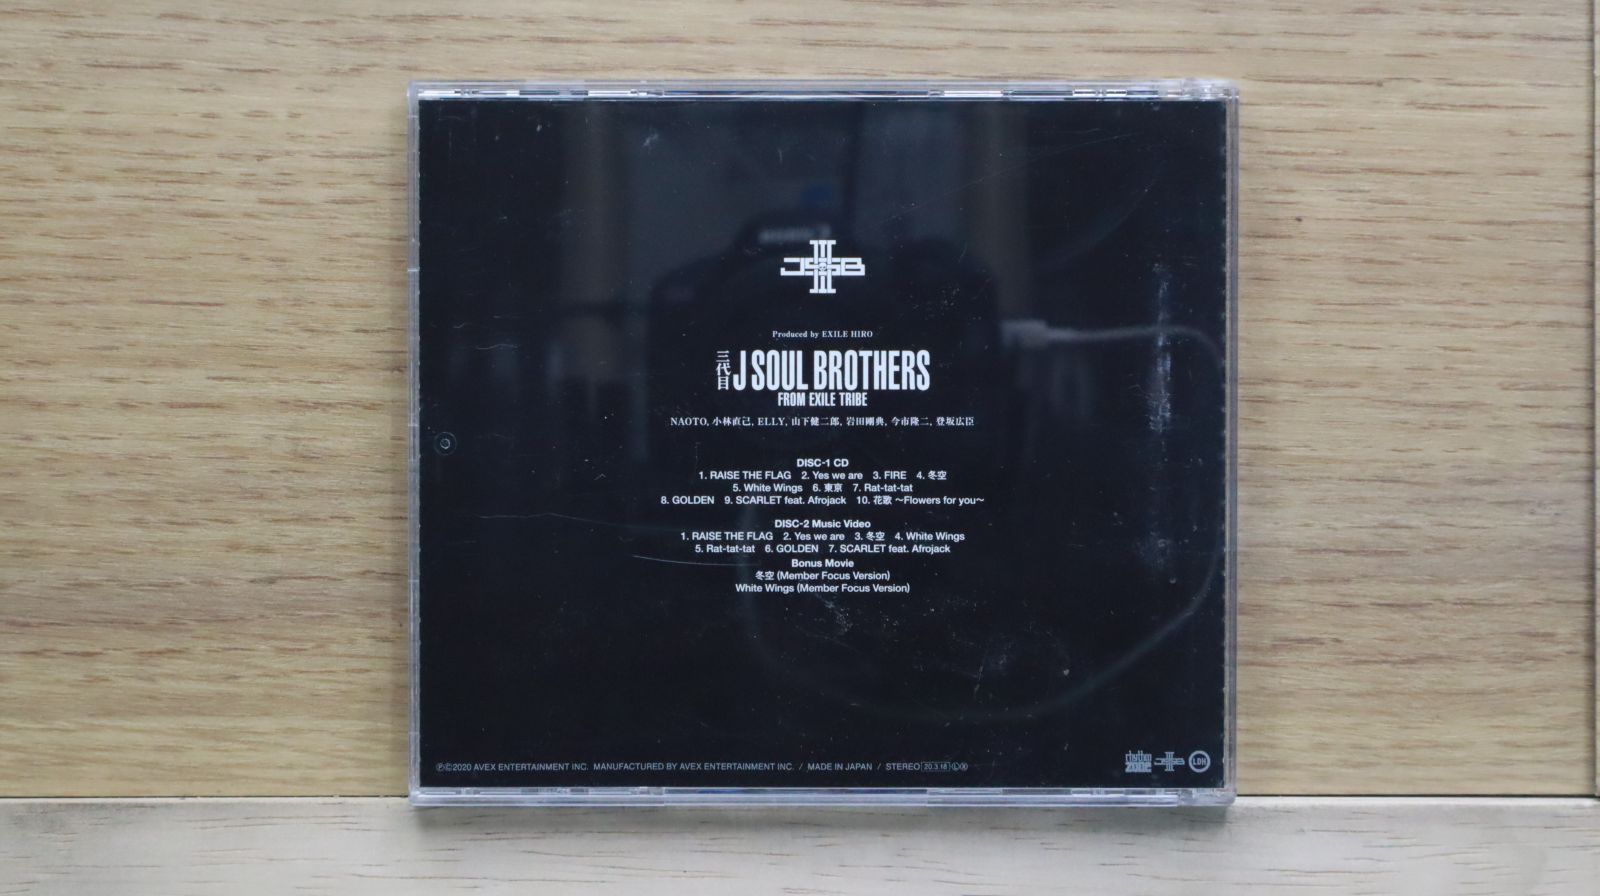 JSB III
Produced by EXILE HIRO
三代目 J SOUL BROTHERS
FROM EXILE TRIBE
NAOTO, 小林直己, ELLY, 山下健二郎, 岩田剛典, 今市隆二, 登坂広臣
DISC-1 CD
1. RAISE THE FLAG 2. Yes we are 3. FIRE 4. 冬空
5. White Wings 6. 東京 7. Rat-tat-tat
8. GOLDEN 9. SCARLET feat. Afrojack 10. 花歌 〜Flowers for you〜
DISC-2 Music Video
1. RAISE THE FLAG 2. Yes we are 3. 冬空 4. White Wings
5. Rat-tat-tat 6. GOLDEN 7. SCARLET feat. Afrojack
Bonus Movie
冬空 (Member Focus Version)
White Wings (Member Focus Version)
℗©2020 AVEX ENTERTAINMENT INC. MANUFACTURED BY AVEX ENTERTAINMENT INC. / MADE IN JAPAN / STEREO 20.3.18 Ⓛ Ⓧ
rhythm zone JSB III LDH